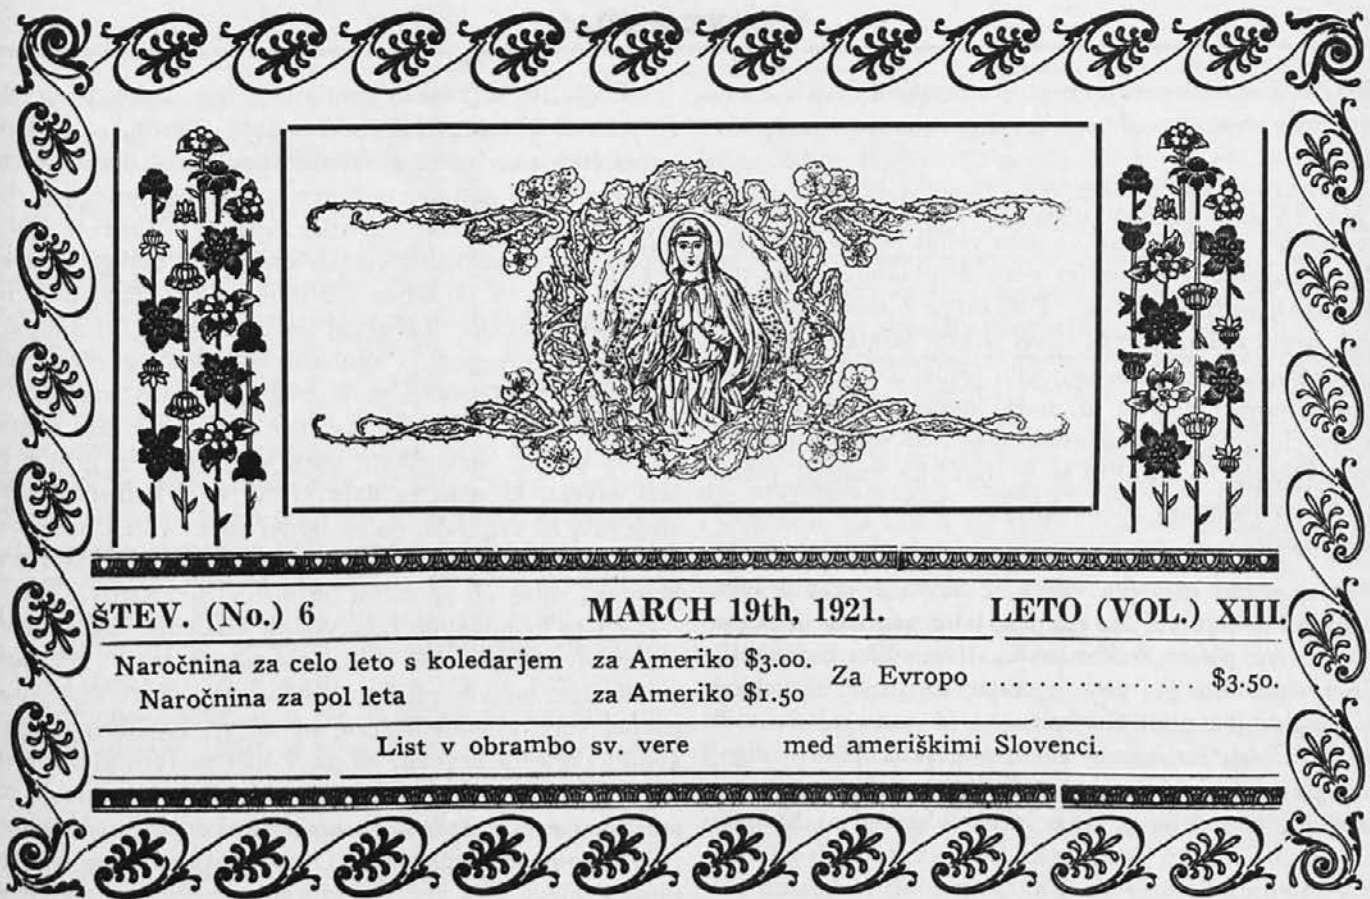 ŠTEV. (No.) 6 MARCH 19th, 1921. LETO (VOL.) XIII.
Naročnina za celo leto s koledarjem za Ameriko $3.00.
Naročnina za pol leta za Ameriko $1.50
Za Evropo ................... $3.50.
List v obrambo sv. vere med ameriškimi Slovenci.